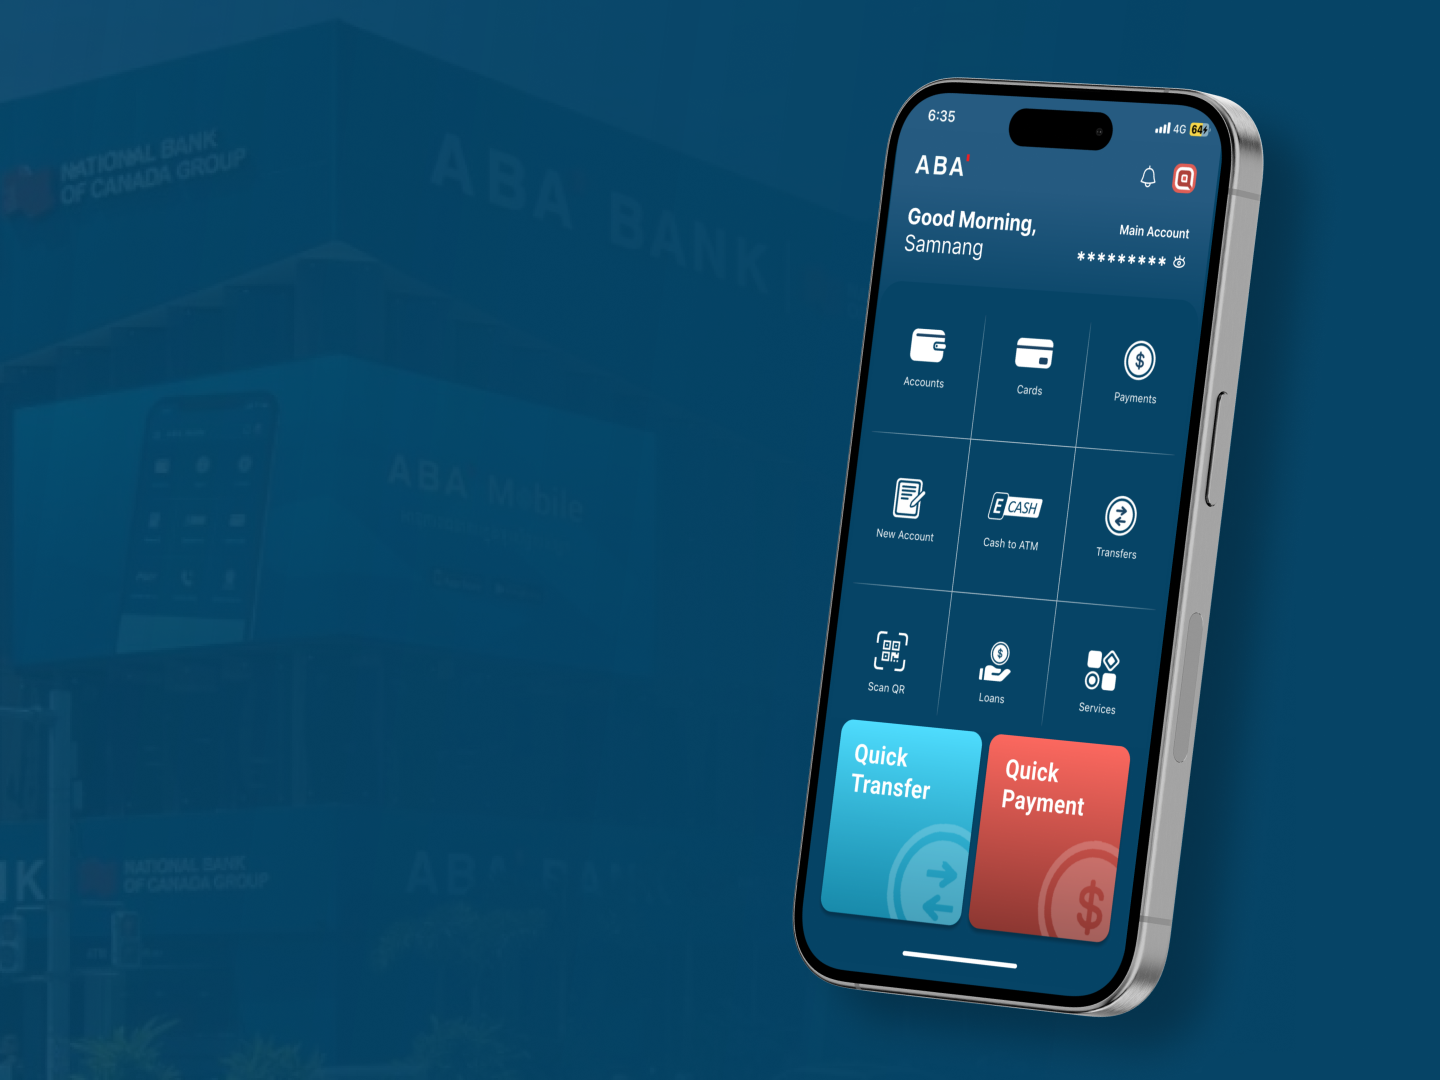 NATIONAL BANK
OF CANADA GROUP
ABA' BANK
ABA Mobile
NATIONAL BANK
OF CANADA GROUP
ABA' BANK
6:35
4G 64
ABA'
Good Morning,
Samnang
Main Account
*********
Accounts
Cards
Payments
New Account
E CASH
Cash to ATM
Transfers
Scan QR
Loans
Services
Quick
Transfer
Quick
Payment